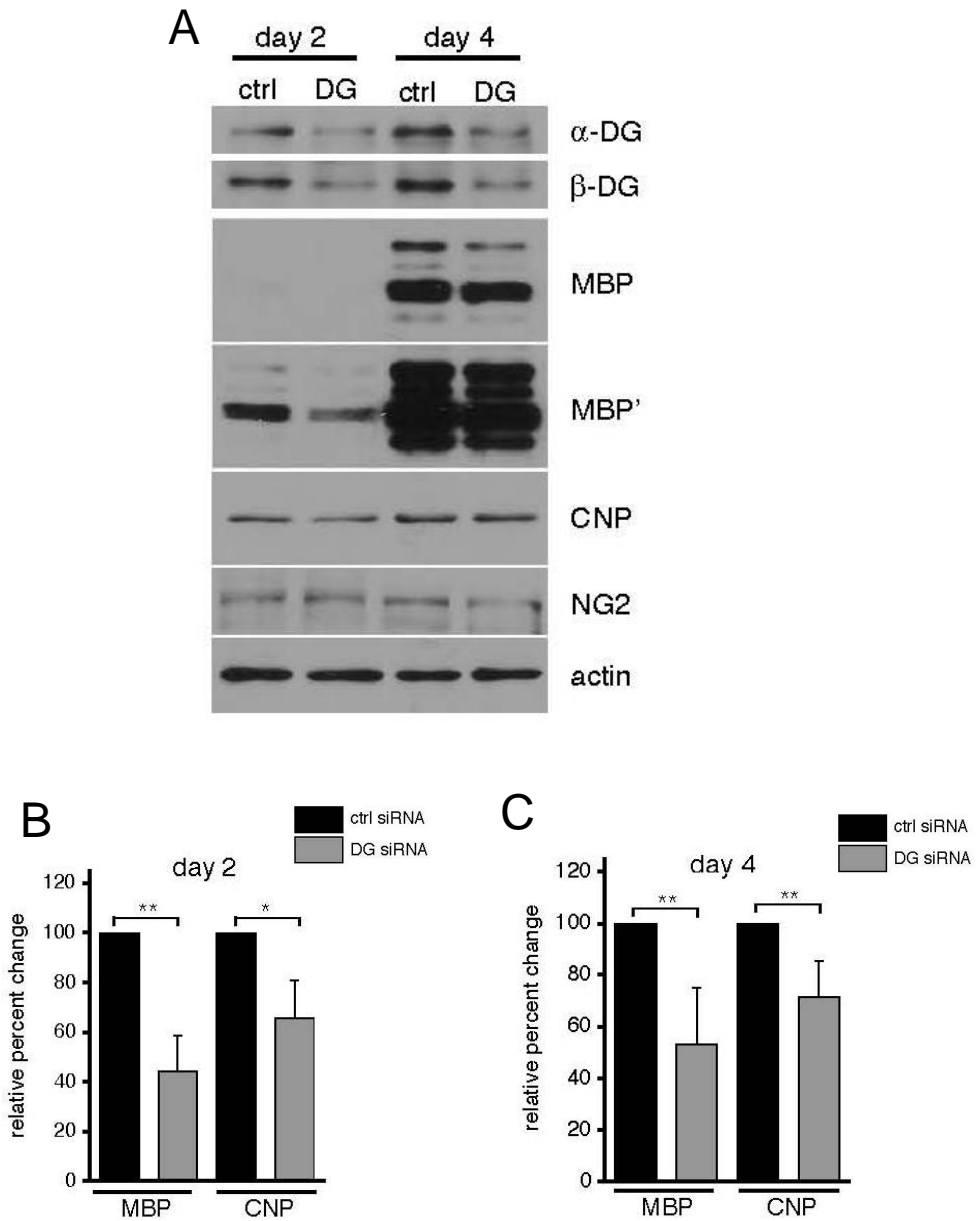 A
day 2 day 4
ctrl DG ctrl DG
α-DG
β-DG
MBP
MBP'
CNP
NG2
actin
B
ctrl siRNA
DG siRNA
day 2
relative percent change
120
100
80
60
40
20
0
** *
MBP CNP
C
ctrl siRNA
DG siRNA
day 4
relative percent change
120
100
80
60
40
20
0
** **
MBP CNP